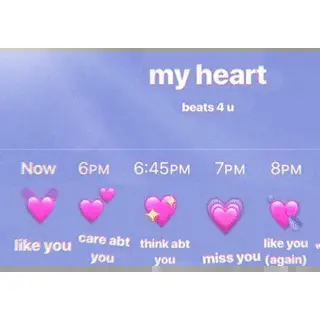 my heart
beats 4 u
Now 6PM 6:45PM 7PM 8PM
like you
care abt
you
think abt
you
miss you
like you
(again)